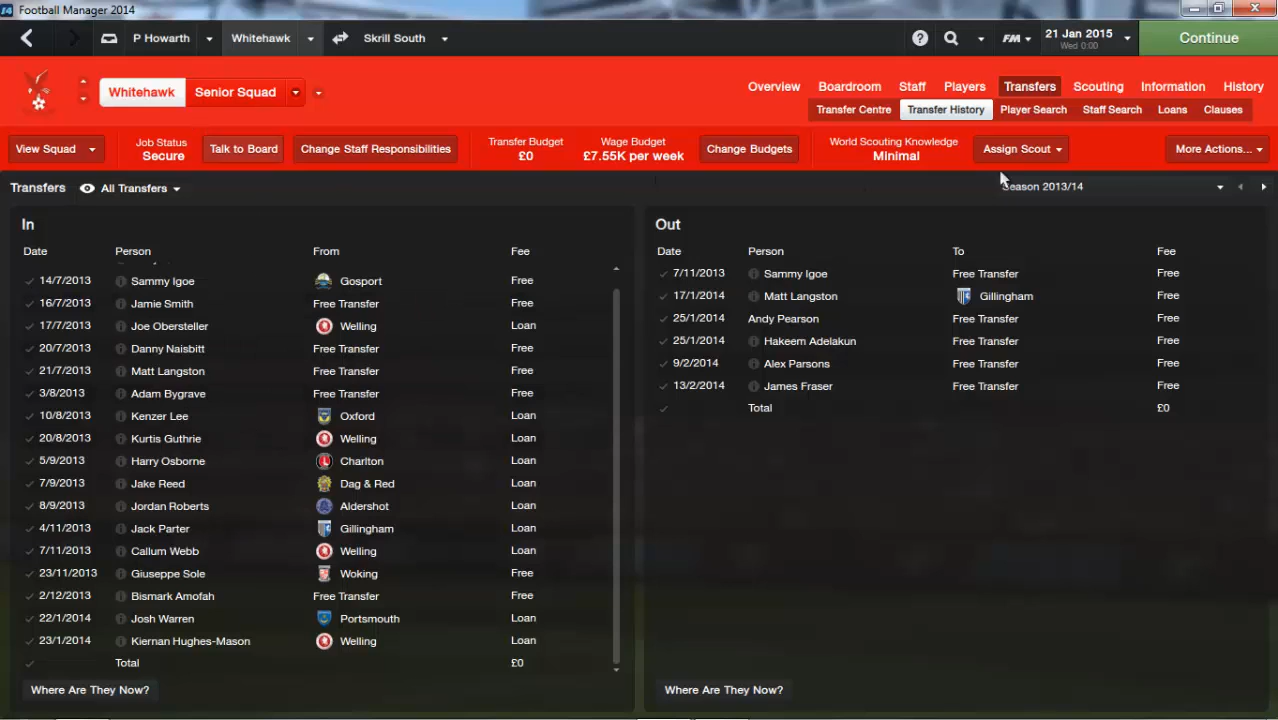 14 Football Manager 2014
P Howarth Whitehawk Skrill South ? FM 21 Jan 2015 Wed 0:00 Continue
Whitehawk Senior Squad Overview Boardroom Staff Players Transfers Scouting Information History
Transfer Centre Transfer History Player Search Staff Search Loans Clauses
View Squad Job Status Secure Talk to Board Change Staff Responsibilities Transfer Budget £0 Wage Budget £7.55K per week Change Budgets World Scouting Knowledge Minimal Assign Scout More Actions...
Transfers All Transfers Season 2013/14
In
Date Person From Fee
14/7/2013 Sammy Igoe Gosport Free
16/7/2013 Jamie Smith Free Transfer Free
17/7/2013 Joe Obersteller Welling Loan
20/7/2013 Danny Naisbitt Free Transfer Free
21/7/2013 Matt Langston Free Transfer Free
3/8/2013 Adam Bygrave Free Transfer Free
10/8/2013 Kenzer Lee Oxford Loan
20/8/2013 Kurtis Guthrie Welling Loan
5/9/2013 Harry Osborne Charlton Loan
7/9/2013 Jake Reed Dag & Red Loan
8/9/2013 Jordan Roberts Aldershot Loan
4/11/2013 Jack Parter Gillingham Loan
7/11/2013 Callum Webb Welling Loan
23/11/2013 Giuseppe Sole Woking Free
2/12/2013 Bismark Amofah Free Transfer Free
22/1/2014 Josh Warren Portsmouth Loan
23/1/2014 Kiernan Hughes-Mason Welling Loan
Total £0
Where Are They Now?
Out
Date Person To Fee
7/11/2013 Sammy Igoe Free Transfer Free
17/1/2014 Matt Langston Gillingham Free
25/1/2014 Andy Pearson Free Transfer Free
25/1/2014 Hakeem Adelakun Free Transfer Free
9/2/2014 Alex Parsons Free Transfer Free
13/2/2014 James Fraser Free Transfer Free
Total £0
Where Are They Now?